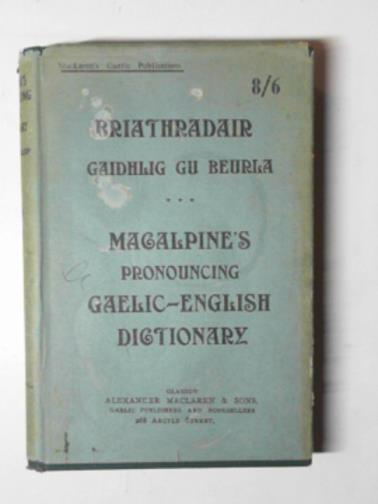 MacLaren's Gaelic Publications
8/6
BRIATHRADAIR
GAIDHLIG GU BEURLA
...
MACALPINE'S
PRONOUNCING
GAELIC-ENGLISH
DICTIONARY
GLASGOW
ALEXANDER MACLAREN & SONS,
GAELIC PUBLISHERS AND BOOKSELLERS
268 ARGYLE STREET,